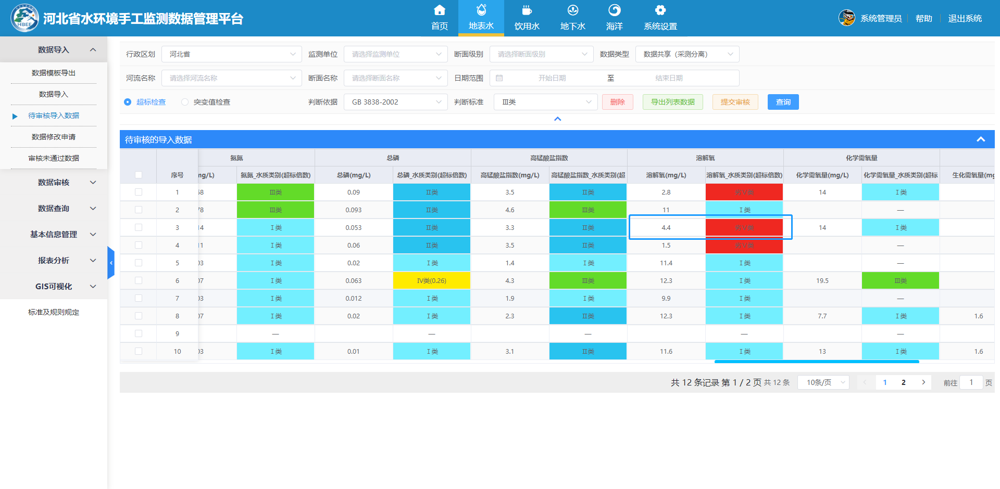 河北省水环境手工监测数据管理平台
首页
地表水
饮用水
地下水
海洋
系统设置
系统管理员
帮助
退出系统
数据导入
数据模板导出
数据导入
待审核导入数据
数据修改申请
审核未通过数据
数据审核
数据查询
基本信息管理
报表分析
GIS可视化
标准及规则规定
行政区划 河北省 监测单位 请选择监测单位 断面级别 请选择断面级别 数据类型 数据共享（采测分离）
河流名称 请选择河流名称 断面名称 请选择断面名称 日期范围 开始日期 至 结束日期
超标检查 突变值检查 判断依据 GB 3838-2002 判断标准 Ⅲ类 删除 导出列表数据 提交审核 查询
待审核的导入数据
氨氮 总磷 高锰酸盐指数 溶解氧 化学需氧量
序号 mg/L) 氨氮_水质类别(超标倍数) 总磷(mg/L) 总磷_水质类别(超标倍数) 高锰酸盐指数(mg/L) 高锰酸盐指数_水质类别(超 溶解氧(mg/L) 溶解氧_水质类别(超标倍数) 化学需氧量(mg/L) 化学需氧量_水质类别(超标 生化需氧量(mg
1 58 Ⅲ类 0.09 Ⅱ类 3.5 Ⅱ类 2.8 劣Ⅴ类 14 Ⅰ类
2 78 Ⅲ类 0.093 Ⅱ类 4.6 Ⅲ类 11 Ⅰ类 —
3 14 Ⅰ类 0.053 Ⅱ类 3.3 Ⅱ类 4.4 劣Ⅴ类 14 Ⅰ类
4 11 Ⅰ类 0.06 Ⅱ类 3.5 Ⅱ类 1.5 劣Ⅴ类 —
5 03 Ⅰ类 0.02 Ⅰ类 1.4 Ⅰ类 11.4 Ⅰ类 —
6 07 Ⅰ类 0.063 Ⅳ类(0.26) 4.3 Ⅲ类 12.3 Ⅰ类 19.5 Ⅲ类
7 03 Ⅰ类 0.012 Ⅰ类 1.9 Ⅰ类 9.9 Ⅰ类 —
8 07 Ⅰ类 0.02 Ⅰ类 2.3 Ⅱ类 12.3 Ⅰ类 7.7 Ⅰ类 1.6
9 — — — — —
10 03 Ⅰ类 0.01 Ⅰ类 3.1 Ⅱ类 11.6 Ⅰ类 13 Ⅰ类 1.6
共 12 条记录 第 1 / 2 页 共 12 条 10条/页 1 2 前往 1 页